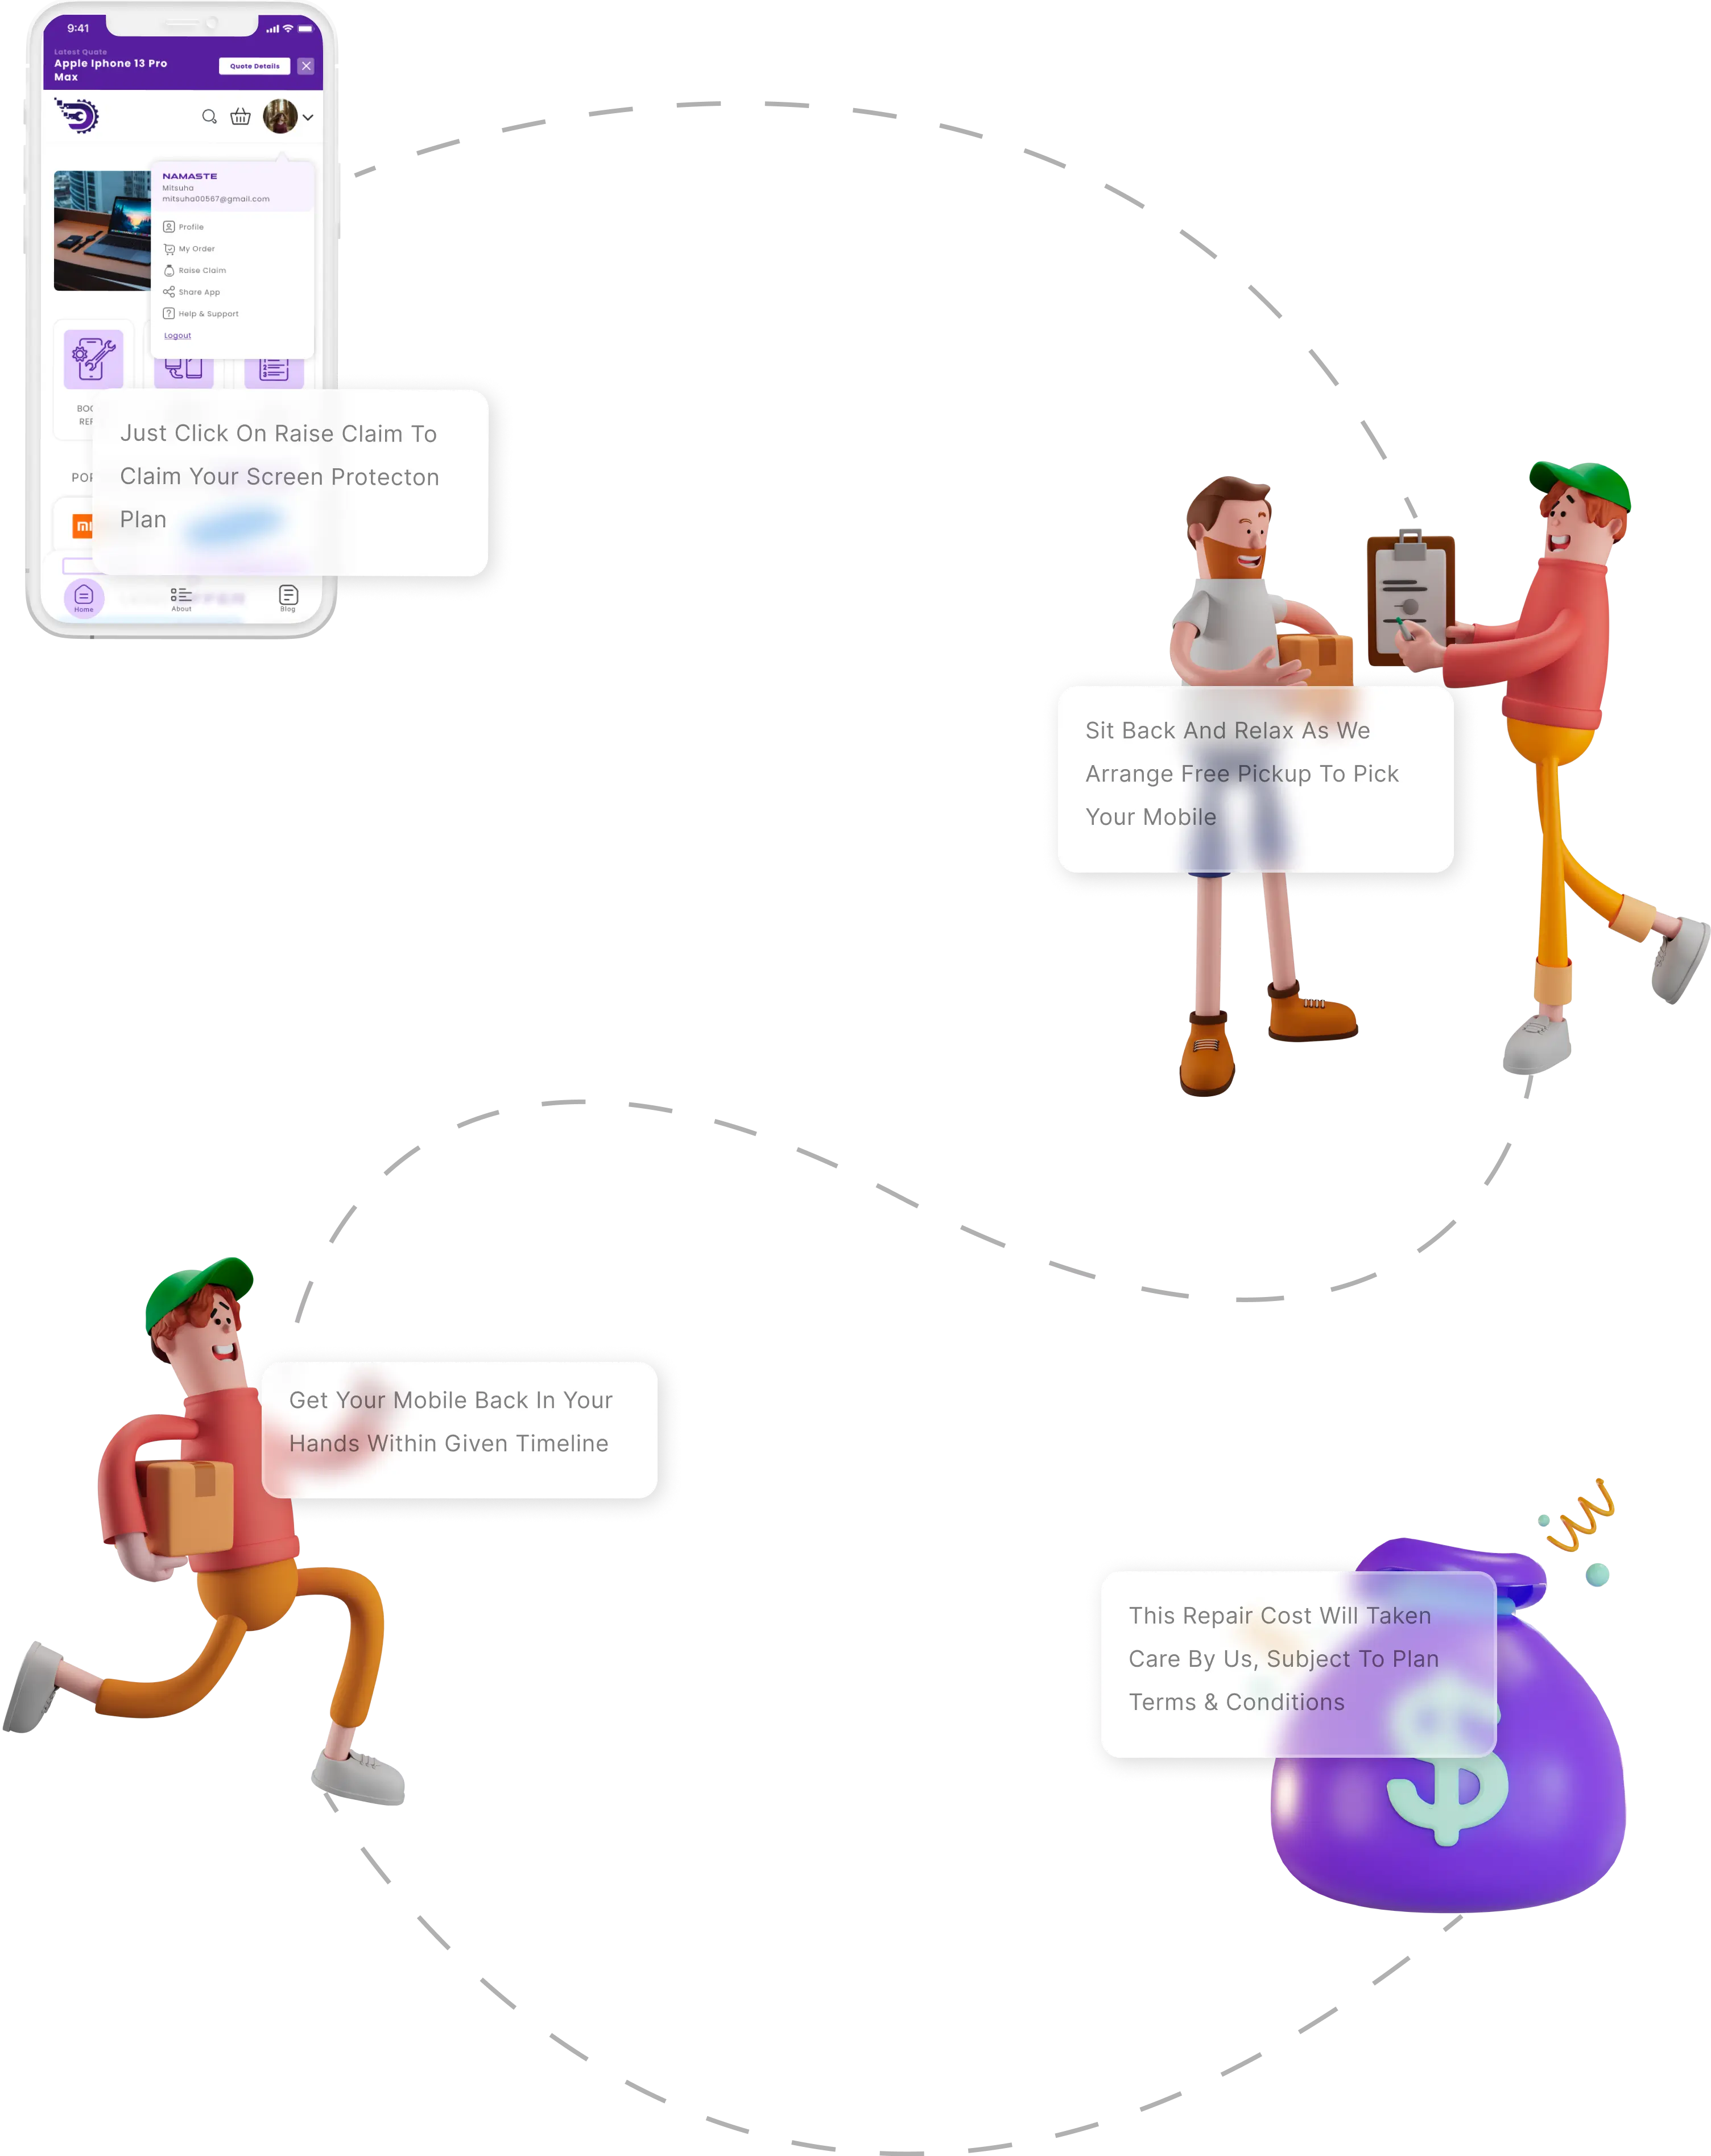 9:41
Latest Quate
Apple Iphone 13 Pro
Max
Quote Details
NAMASTE
Mitsuha
mitsuha00567@gmail.com
Profile
My Order
Raise Claim
Share App
Help & Support
Logout
2
3
Just Click On Raise Claim To
Claim Your Screen Protecton
Plan
Home
About
Blog
Sit Back And Relax As We
Arrange Free Pickup To Pick
Your Mobile
Get Your Mobile Back In Your
Hands Within Given Timeline
This Repair Cost Will Taken
Care By Us, Subject To Plan
Terms & Conditions
$